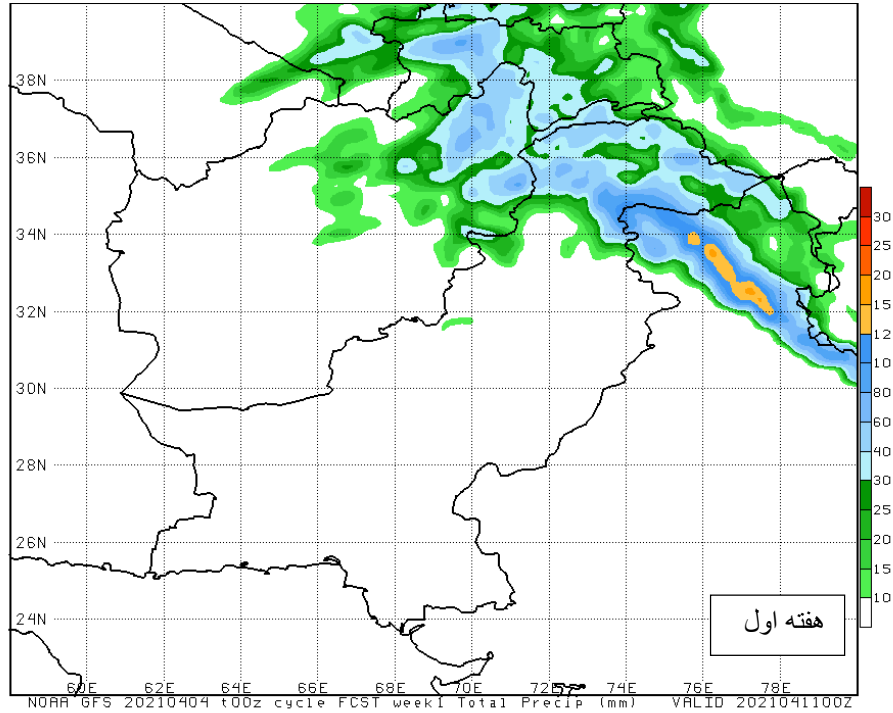 38N
36N
34N
32N
30N
28N
26N
24N
60E 62E 64E 66E 68E 70E 72E 74E 76E 78E
30
25
20
15
12
10
80
60
40
30
20
15
10
هفته اول
NOAA GFS 20210404 t00z cycle FCST week1 Total Precip (mm) VALID 2021041100Z